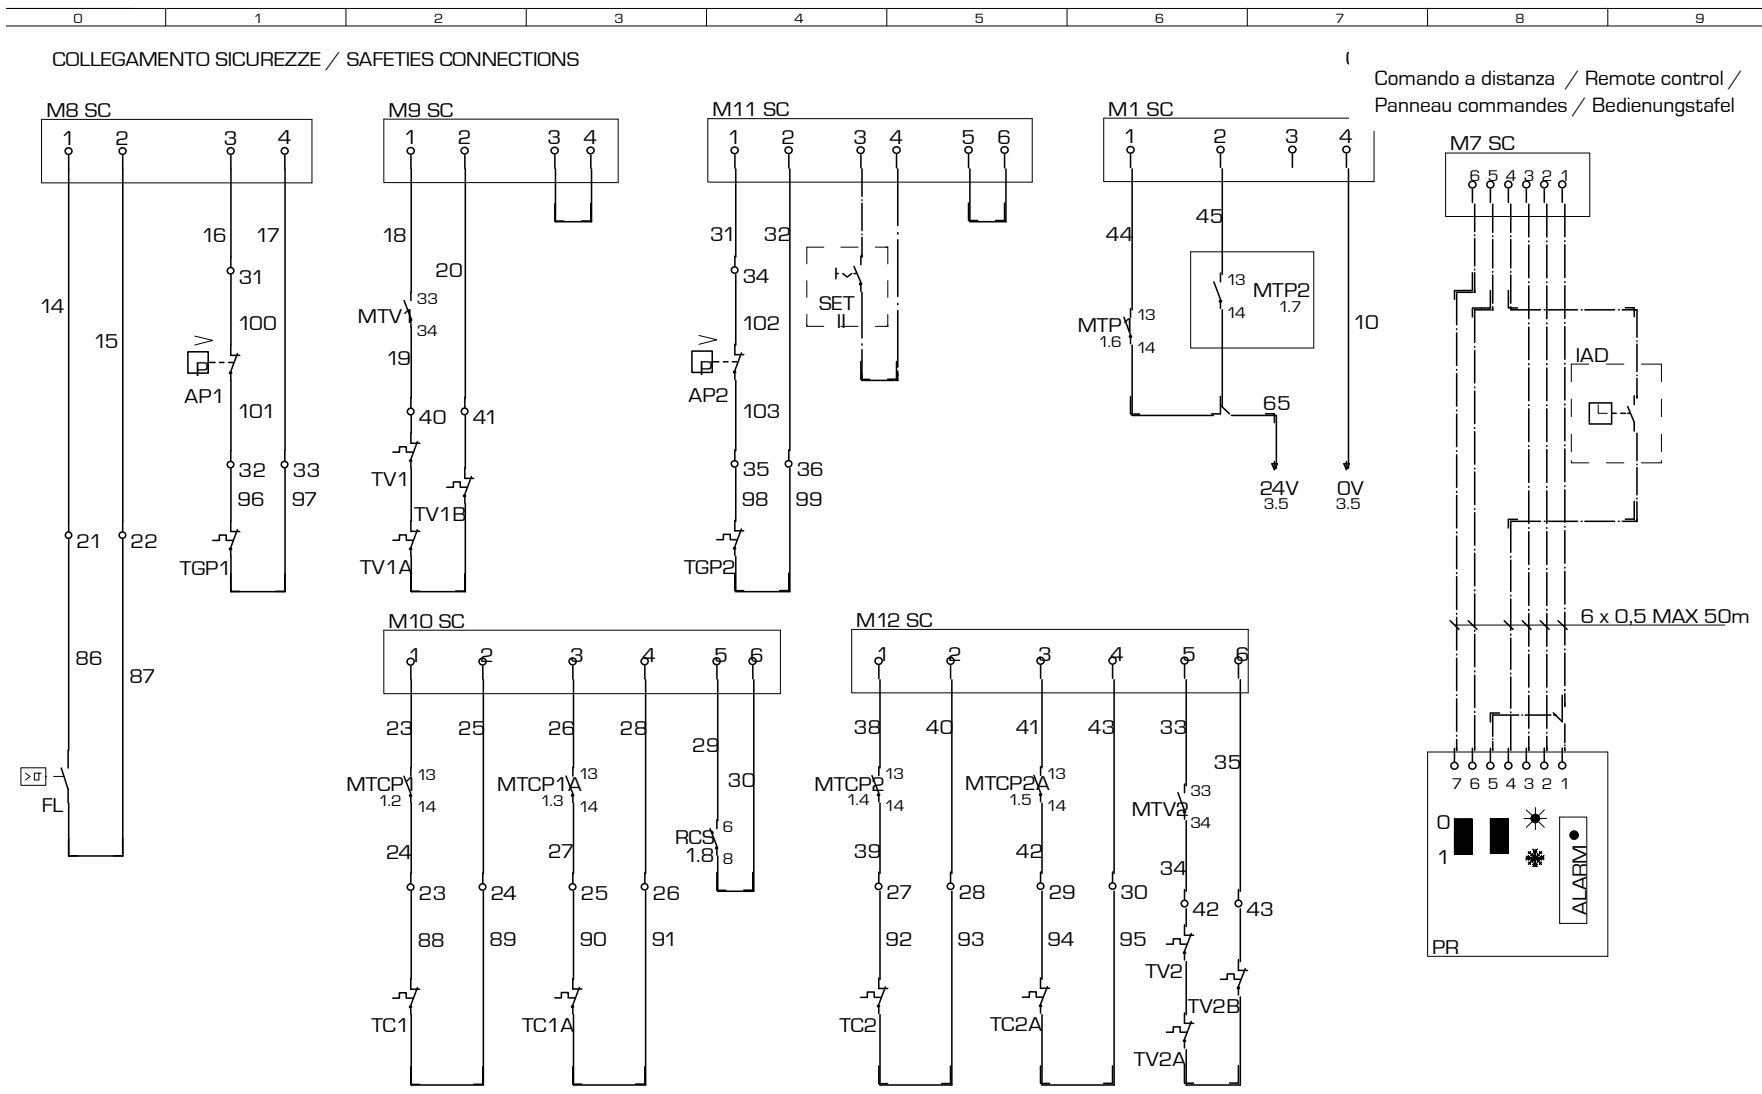 0 1 2 3 4 5 6 7 8 9
COLLEGAMENTO SICUREZZE / SAFETIES CONNECTIONS
Comando a distanza / Remote control /
Panneau commandes / Bedienungstafel
M8 SC
1 2 3 4
14
15
16 17
31
100
V
P
AP1
101
32 33
96 97
TGP1
21 22
86
87
FL
M9 SC
1 2 3 4
18
20
33
MTV1
34
19
40 41
TV1
TV1B
TV1A
M11 SC
1 2 3 4 5 6
31 32
34
SET
II
102
V
P
AP2
103
35 36
98 99
TGP2
M1 SC
1 2 3 4
45
44
13
MTP2
1.7
14
13
MTP1
1.6
14
10
65
24V
3.5
0V
3.5
M7 SC
6 5 4 3 2 1
IAD
6 x 0,5 MAX 50m
7 6 5 4 3 2 1
0
1
ALARM
PR
M10 SC
1 2 3 4 5 6
23 25 26 28
29
30
13
MTCP1
1.2
14
13
MTCP1A
1.3
14
6
RCS
1.8
8
24 27
23 24 25 26
88 89 90 91
TC1 TC1A
M12 SC
1 2 3 4 5 6
38 40 41 43 33
35
13
MTCP2
1.4
14
13
MTCP2A
1.5
14
33
MTV2
34
39 42
34
27 28 29 30
42 43
92 93 94 95
TV2
TV2B
TC2 TC2A
TV2A